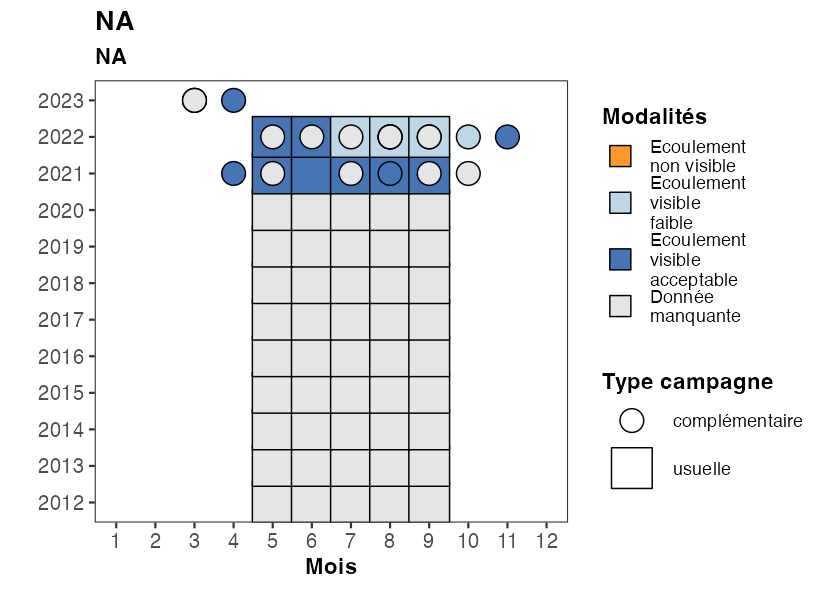 NA
NA
2023
2022
2021
2020
2019
2018
2017
2016
2015
2014
2013
2012
1 2 3 4 5 6 7 8 9 10 11 12
Mois
Modalités
Ecoulement
non visible
Ecoulement
visible
faible
Ecoulement
visible
acceptable
Donnée
manquante
Type campagne
complémentaire
usuelle